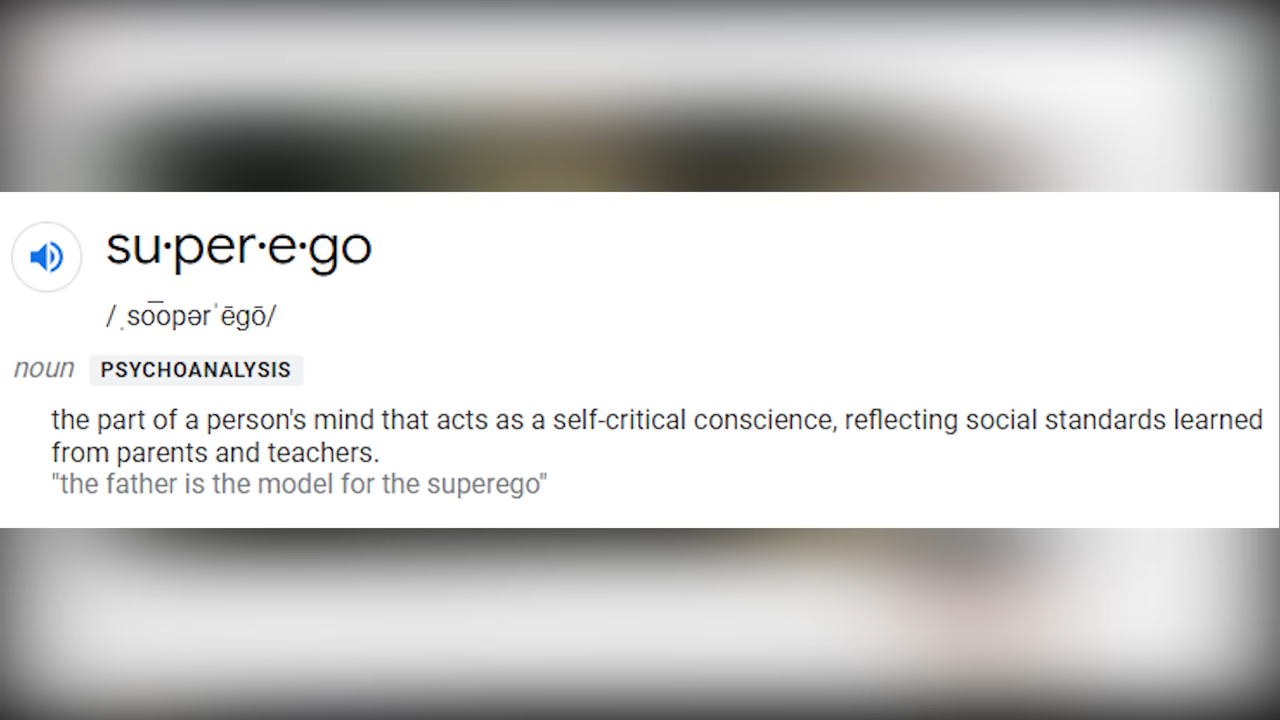 su·per·e·go
/ˌso͞opərˈēgō/
noun PSYCHOANALYSIS
the part of a person's mind that acts as a self-critical conscience, reflecting social standards learned
from parents and teachers.
"the father is the model for the superego"